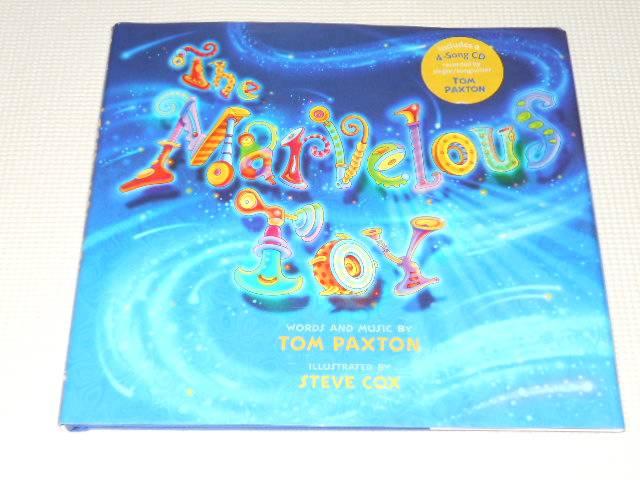 The
Marvelous
Toy
Includes a
4-Song CD
recorded by
singer/songwriter
TOM
PAXTON
WORDS AND MUSIC BY
TOM PAXTON
ILLUSTRATED BY
STEVE COX